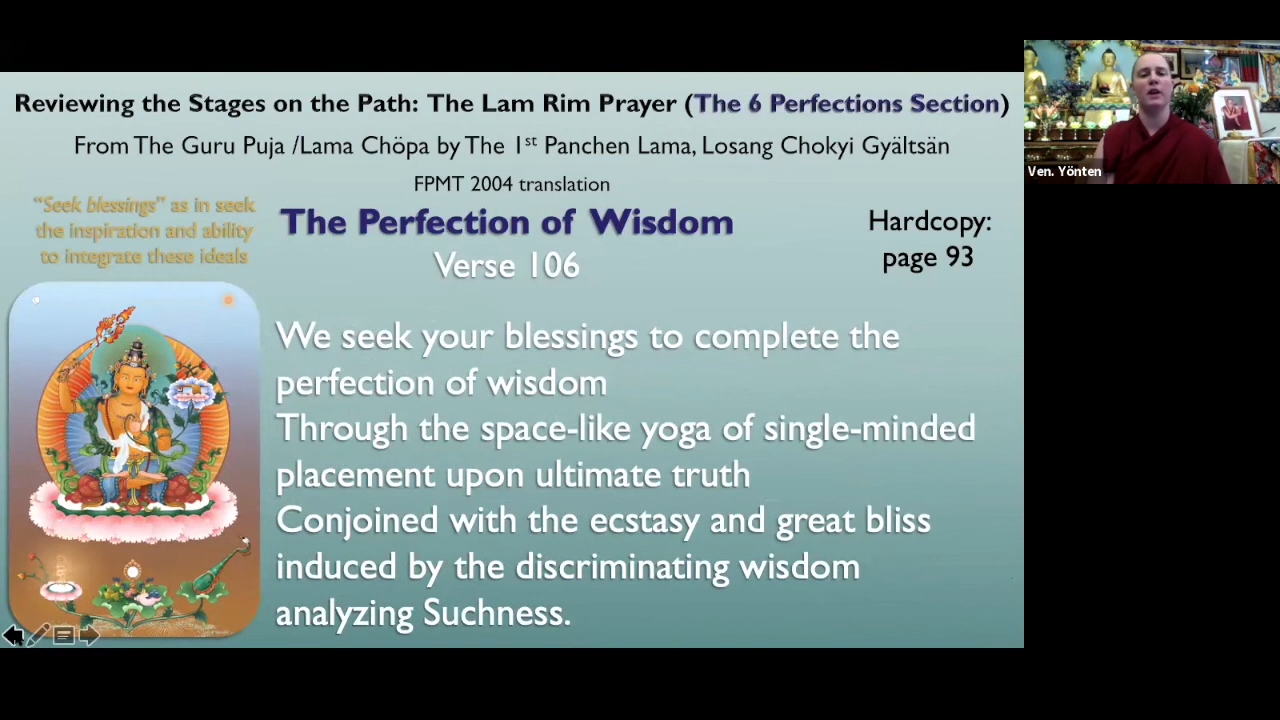 Reviewing the Stages on the Path: The Lam Rim Prayer (The 6 Perfections Section)
From The Guru Puja /Lama Chöpa by The 1st Panchen Lama, Losang Chokyi Gyältsän
FPMT 2004 translation
"Seek blessings" as in seek
the inspiration and ability
to integrate these ideals
The Perfection of Wisdom
Verse 106
Hardcopy:
page 93
We seek your blessings to complete the
perfection of wisdom
Through the space-like yoga of single-minded
placement upon ultimate truth
Conjoined with the ecstasy and great bliss
induced by the discriminating wisdom
analyzing Suchness.
Ven. Yönten